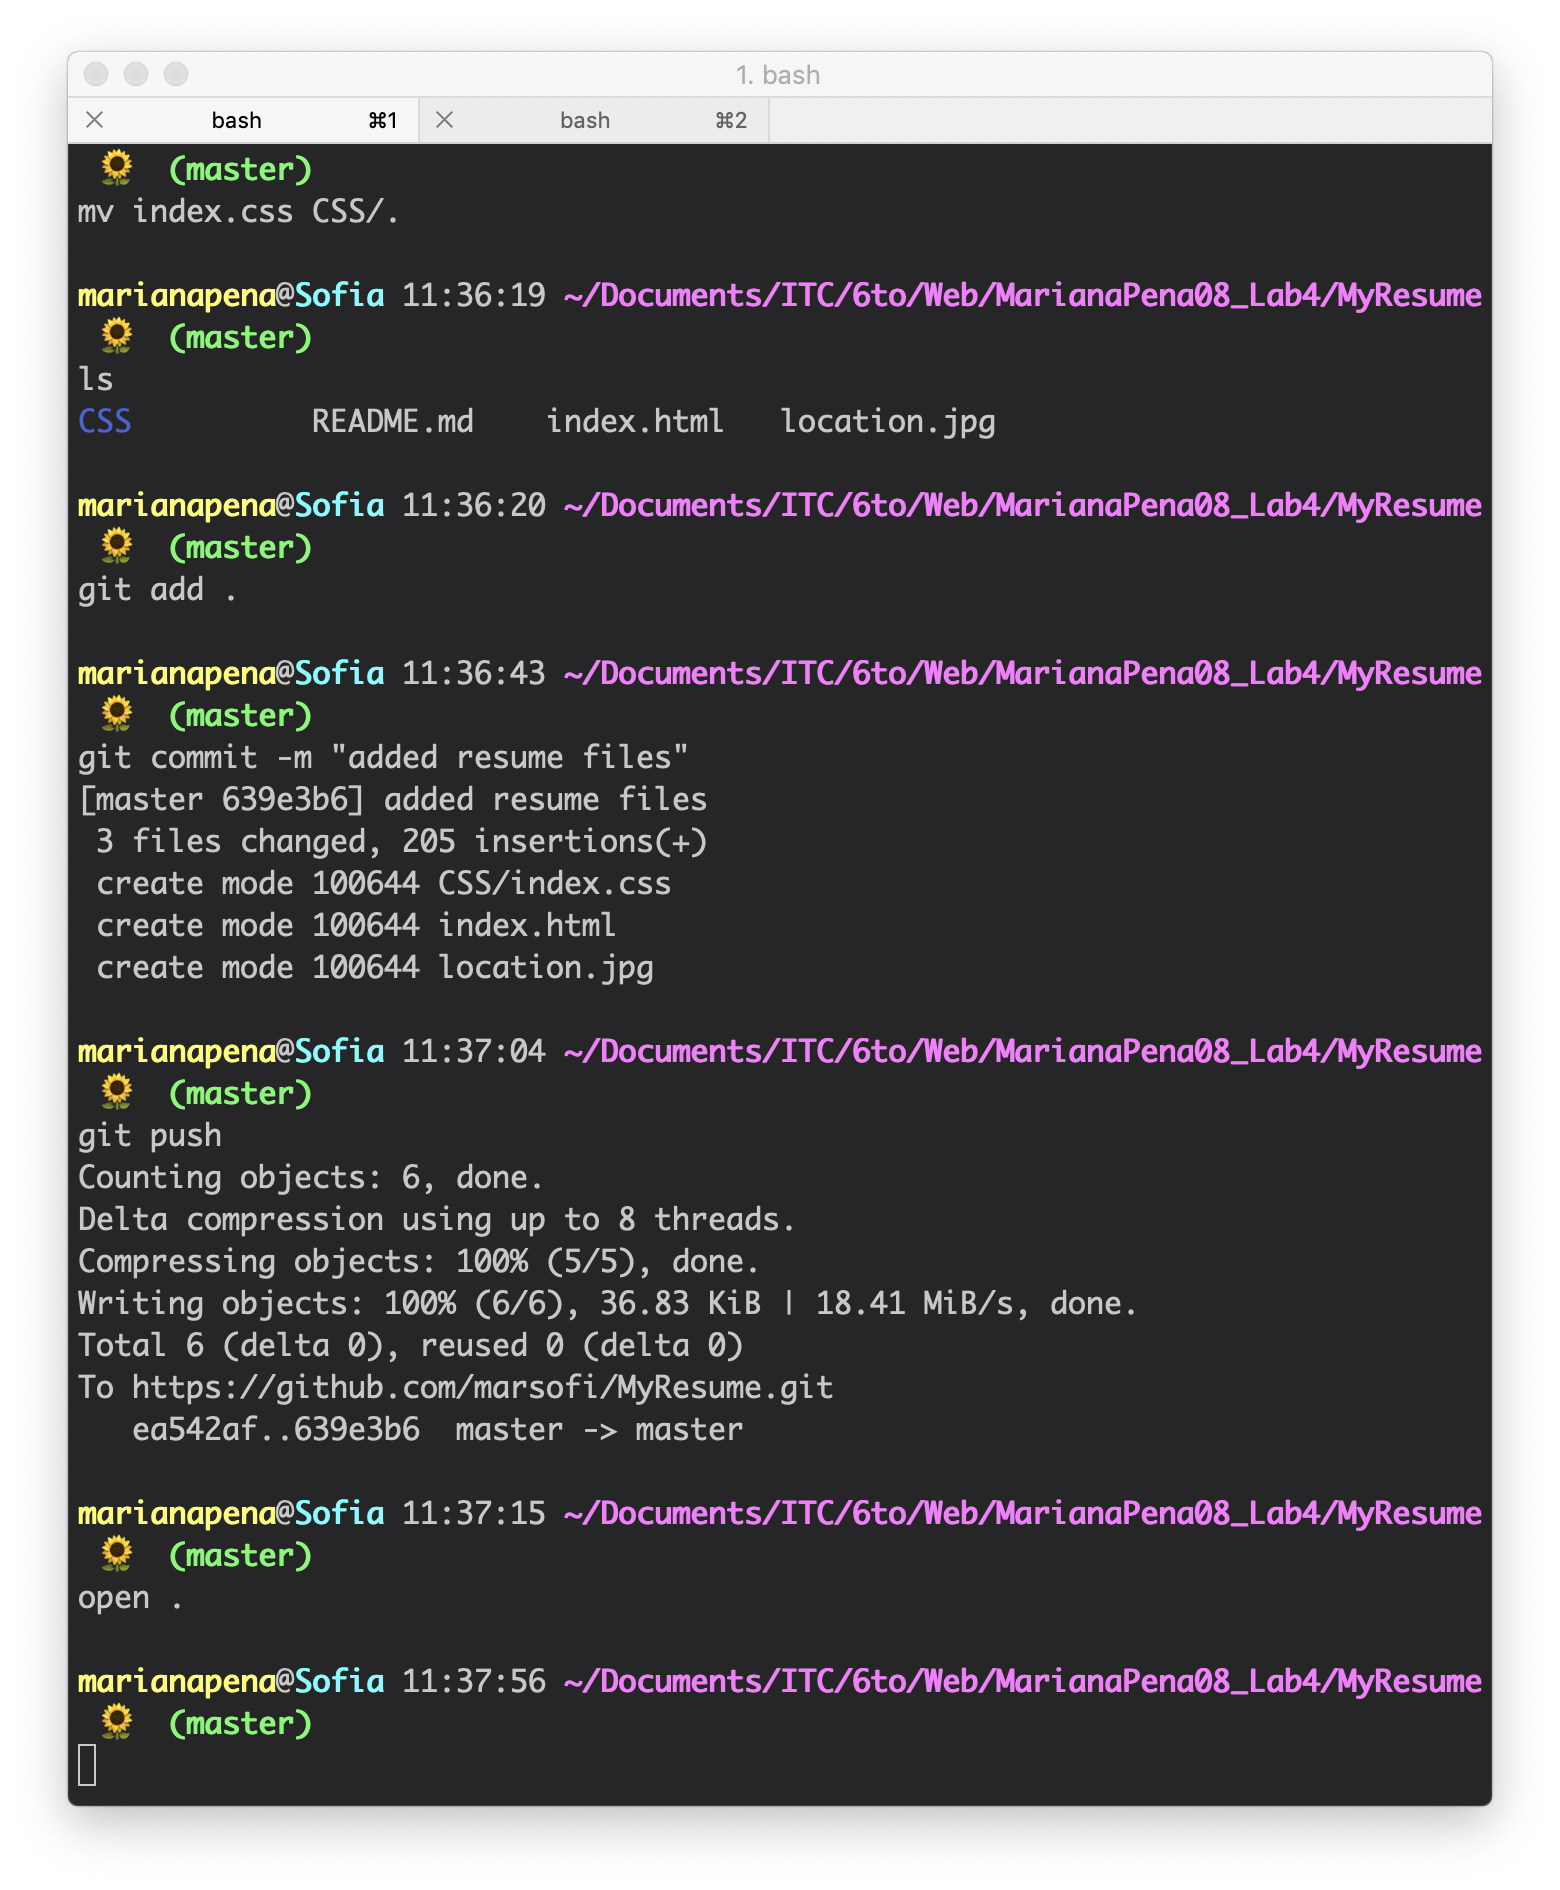 1. bash
bash ⌘1 bash ⌘2
🌻 (master)
mv index.css CSS/.
marianapena@Sofia 11:36:19 ~/Documents/ITC/6to/Web/MarianaPena08_Lab4/MyResume
🌻 (master)
ls
CSS README.md index.html location.jpg
marianapena@Sofia 11:36:20 ~/Documents/ITC/6to/Web/MarianaPena08_Lab4/MyResume
🌻 (master)
git add .
marianapena@Sofia 11:36:43 ~/Documents/ITC/6to/Web/MarianaPena08_Lab4/MyResume
🌻 (master)
git commit -m "added resume files"
[master 639e3b6] added resume files
3 files changed, 205 insertions(+)
create mode 100644 CSS/index.css
create mode 100644 index.html
create mode 100644 location.jpg
marianapena@Sofia 11:37:04 ~/Documents/ITC/6to/Web/MarianaPena08_Lab4/MyResume
🌻 (master)
git push
Counting objects: 6, done.
Delta compression using up to 8 threads.
Compressing objects: 100% (5/5), done.
Writing objects: 100% (6/6), 36.83 KiB | 18.41 MiB/s, done.
Total 6 (delta 0), reused 0 (delta 0)
To https://github.com/marsofi/MyResume.git
ea542af..639e3b6 master -> master
marianapena@Sofia 11:37:15 ~/Documents/ITC/6to/Web/MarianaPena08_Lab4/MyResume
🌻 (master)
open .
marianapena@Sofia 11:37:56 ~/Documents/ITC/6to/Web/MarianaPena08_Lab4/MyResume
🌻 (master)